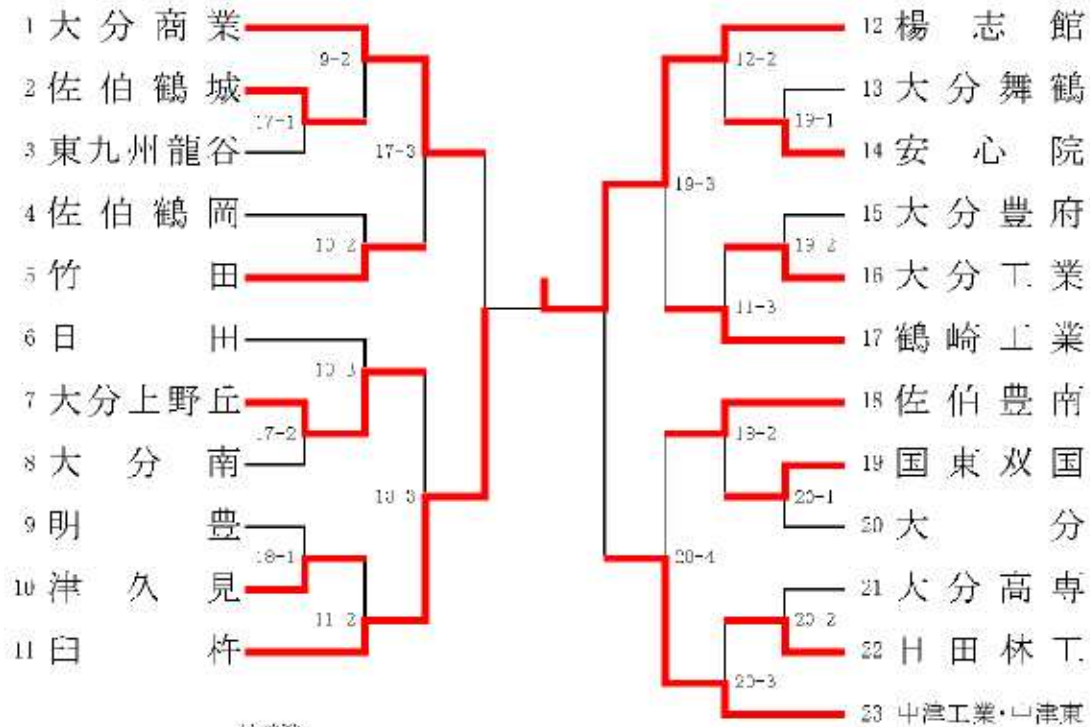 1 大分商業
2 佐伯鶴城
3 東九州龍谷
4 佐伯鶴岡
5 竹田
6 日田
7 大分上野丘
8 大分南
9 明豊
10 津久見
11 臼杵
9-2
17-1
17-3
10-2
10-3
17-2
18-3
18-1
11-2
12-2
19-1
19-3
19-2
11-3
18-2
20-1
20-4
20-2
20-3
12 楊志館
13 大分舞鶴
14 安心院
15 大分豊府
16 大分工業
17 鶴崎工業
18 佐伯豊南
19 国東双国
20 大分
21 大分高専
22 日田林工
23 中津工業・中津東